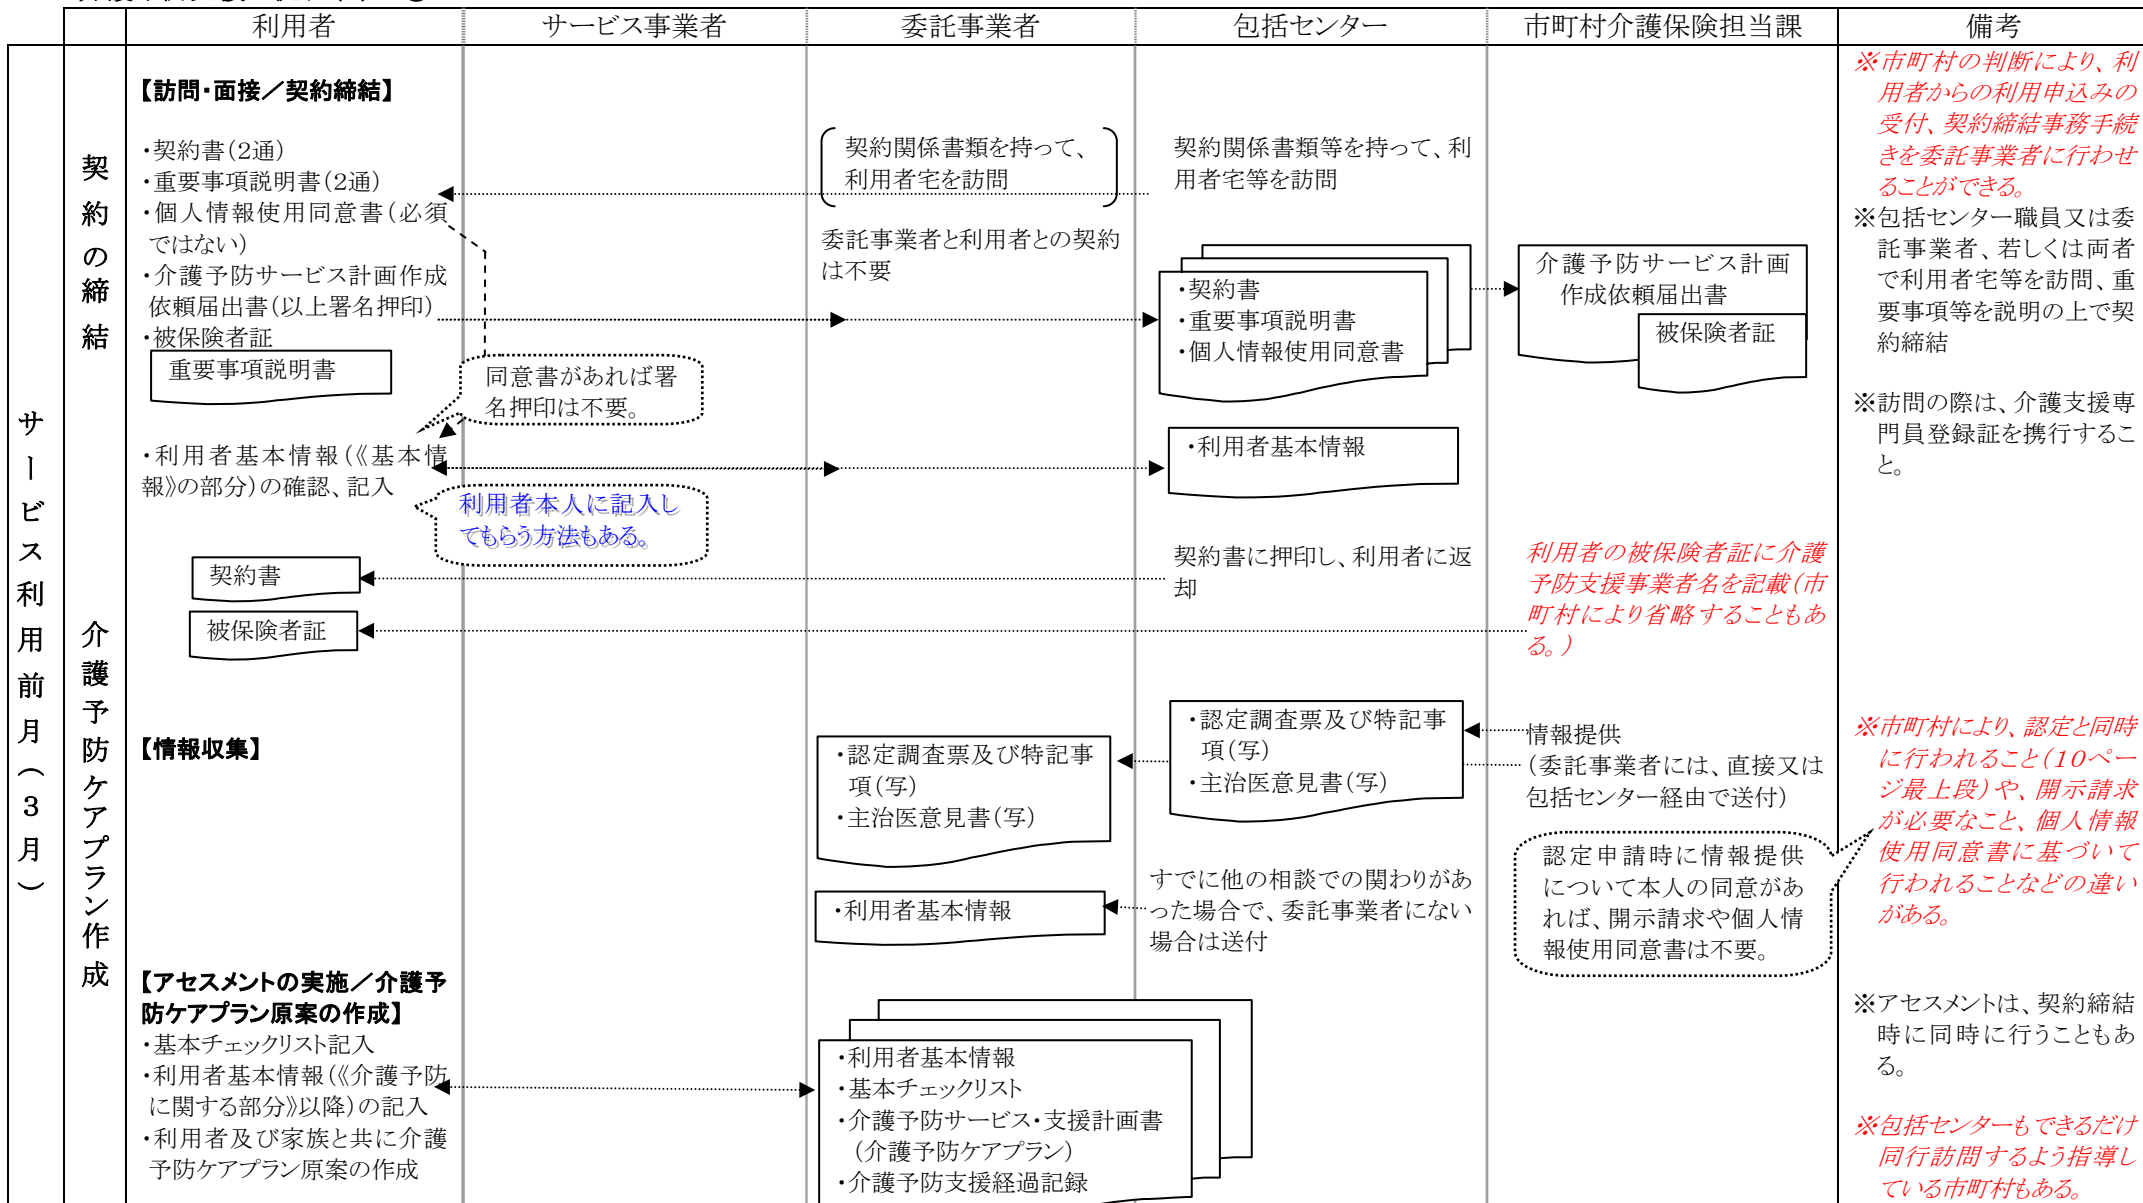 利用者
サービス事業者
委託事業者
包括センター
市町村介護保険担当課
備考
サービス利用前月(3月)
契約の締結
介護予防ケアプラン作成
【訪問・面接/契約締結】
・契約書(2通)
・重要事項説明書(2通)
・個人情報使用同意書(必須
ではない)
・介護予防サービス計画作成
依頼届出書(以上署名押印)
・被保険者証
重要事項説明書
同意書があれば署
名押印は不要。
・利用者基本情報(《基本情
報》の部分)の確認、記入
利用者本人に記入し
てもらう方法もある。
契約書
被保険者証
契約関係書類を持って、
利用者宅を訪問
委託事業者と利用者との契約
は不要
契約関係書類等を持って、利
用者宅等を訪問
・契約書
・重要事項説明書
・個人情報使用同意書
・利用者基本情報
契約書に押印し、利用者に返
却
介護予防サービス計画
作成依頼届出書
被保険者証
利用者の被保険者証に介護
予防支援事業者名を記載(市
町村により省略することもあ
る。)
※市町村の判断により、利
用者からの利用申込みの
受付、契約締結事務手続
きを委託事業者に行わせ
ることができる。
※包括センター職員又は委
託事業者、若しくは両者
で利用者宅等を訪問、重
要事項等を説明の上で契
約締結
※訪問の際は、介護支援専
門員登録証を携行するこ
と。
【情報収集】
・認定調査票及び特記事
項(写)
・主治医意見書(写)
・利用者基本情報
・認定調査票及び特記事
項(写)
・主治医意見書(写)
すでに他の相談での関わりがあ
った場合で、委託事業者にない
場合は送付
情報提供
(委託事業者には、直接又は
包括センター経由で送付)
認定申請時に情報提供
について本人の同意があ
れば、開示請求や個人情
報使用同意書は不要。
※市町村により、認定と同時
に行われること(10ペー
ジ最上段)や、開示請求
が必要なこと、個人情報
使用同意書に基づいて
行われることなどの違い
がある。
【アセスメントの実施/介護予
防ケアプラン原案の作成】
・基本チェックリスト記入
・利用者基本情報(《介護予防
に関する部分》以降)の記入
・利用者及び家族と共に介護
予防ケアプラン原案の作成
・利用者基本情報
・基本チェックリスト
・介護予防サービス・支援計画書
(介護予防ケアプラン)
・介護予防支援経過記録
※アセスメントは、契約締結
時に同時に行うこともあ
る。
※包括センターもできるだけ
同行訪問するよう指導し
ている市町村もある。